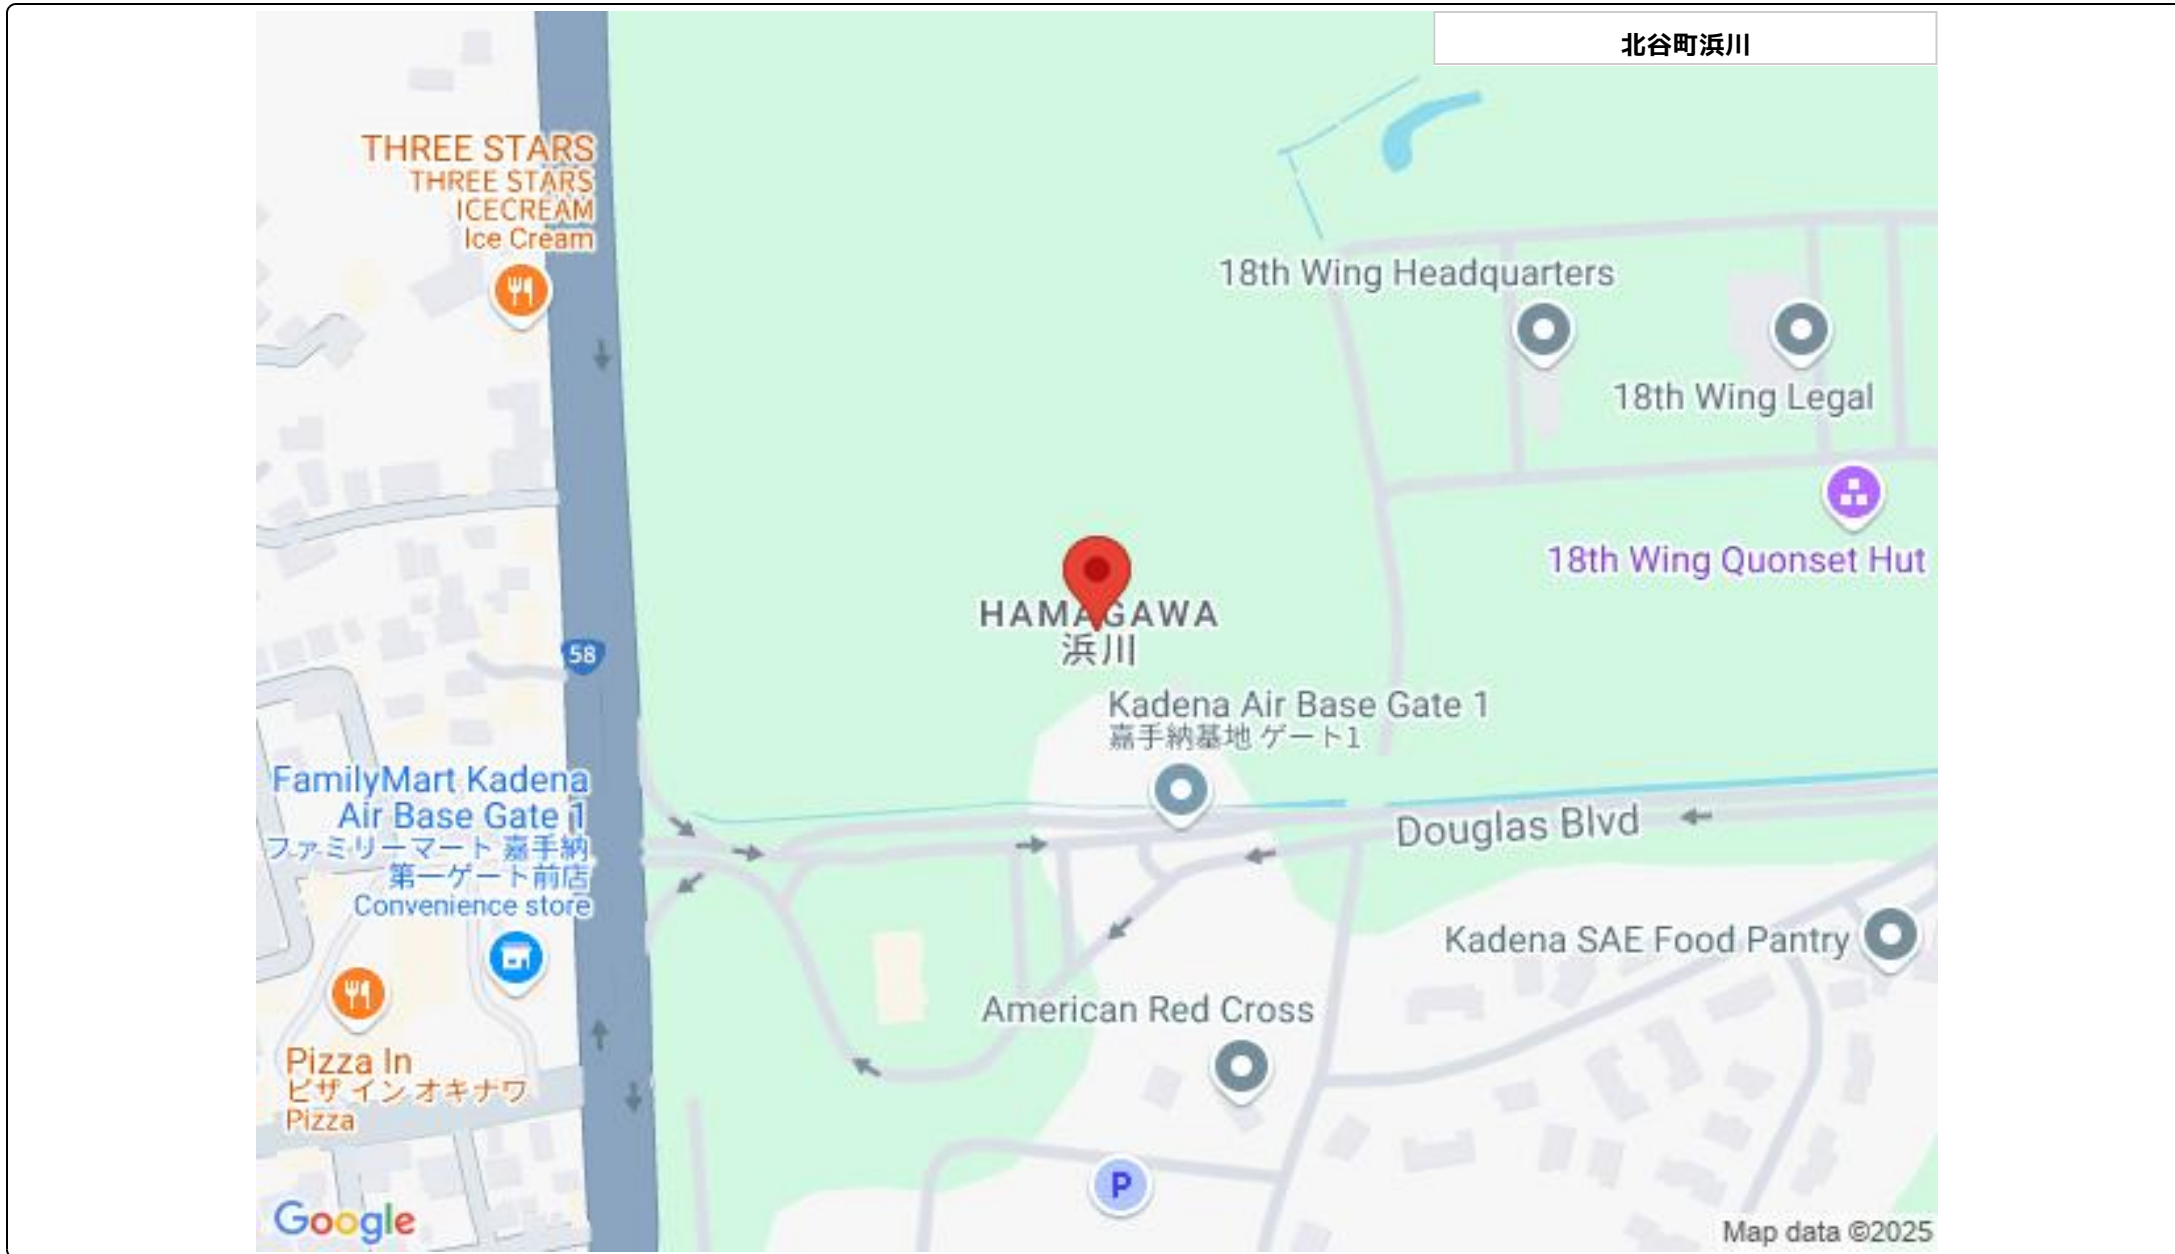 北谷町浜川
THREE STARS
THREE STARS
ICECREAM
Ice Cream
18th Wing Headquarters
18th Wing Legal
18th Wing Quonset Hut
HAMAGAWA
浜川
58
Kadena Air Base Gate 1
嘉手納基地 ゲート1
FamilyMart Kadena
Air Base Gate 1
ファミリーマート 嘉手納
第一ゲート前店
Convenience store
Douglas Blvd
Kadena SAE Food Pantry
American Red Cross
Pizza In
ピザ イン オキナワ
Pizza
P
Google
Map data ©2025